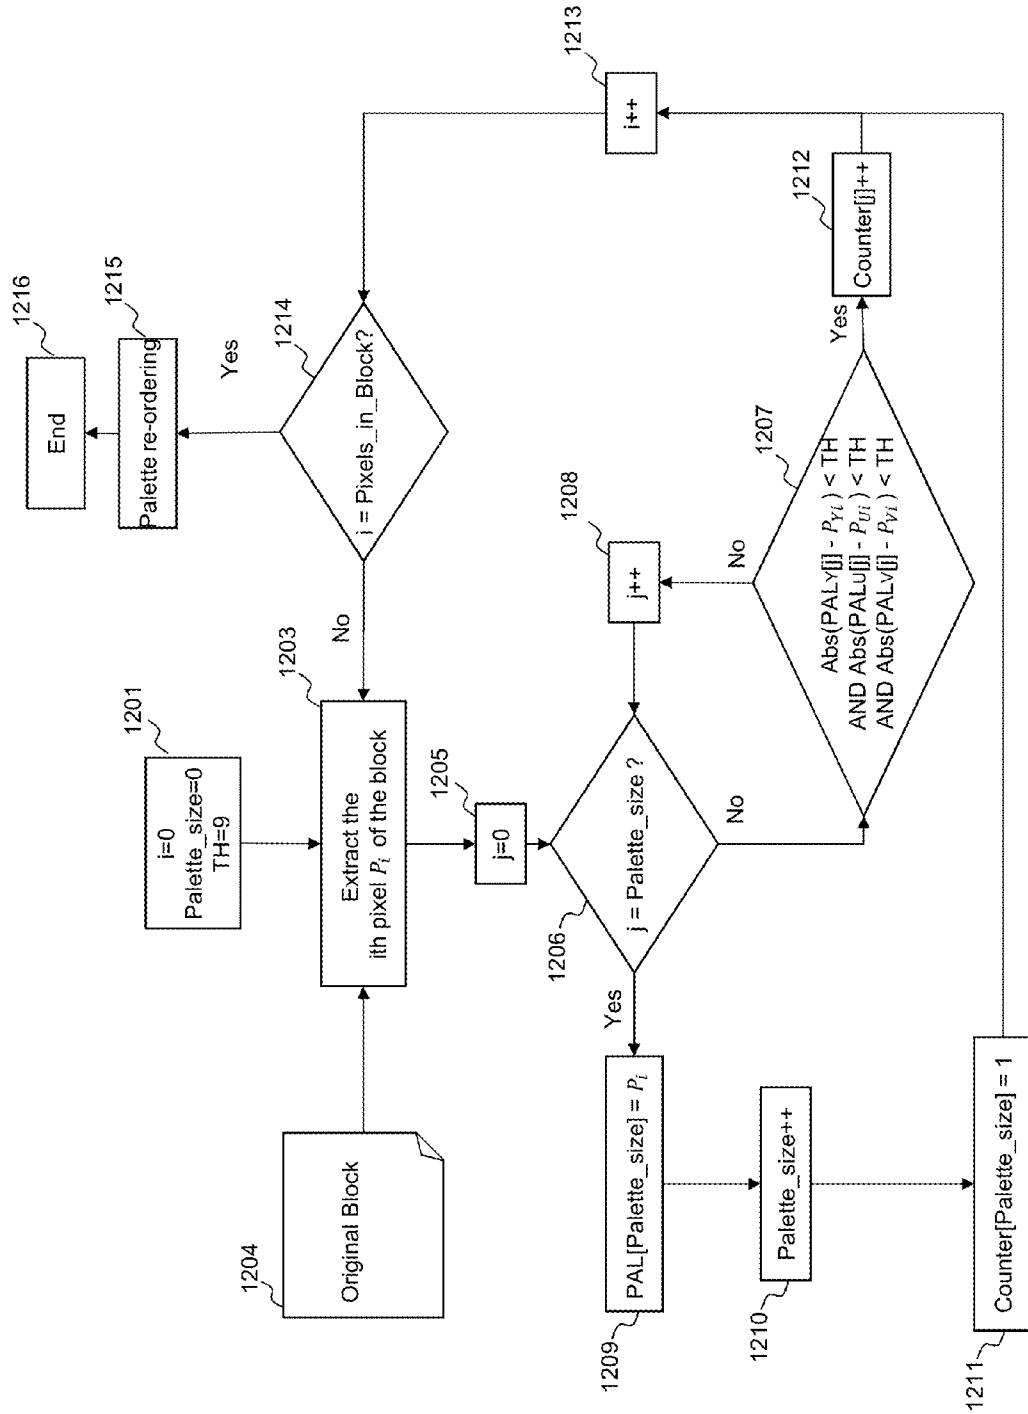 1201
i=0
Palette_size=0
TH=9
1204
Original Block
1203
Extract the
ith pixel P_i of the block
1205
j=0
1206
j = Palette_size ?
Yes
No
1209
PAL[Palette_size] = P_i
1210
Palette_size++
1211
Counter[Palette_size] = 1
1207
Abs(PALY[j] - P_Yi) < TH
AND Abs(PALU[j] - P_Ui) < TH
AND Abs(PALV[j] - P_Vi) < TH
No
Yes
1208
j++
1212
Counter[j]++
1213
i++
1214
i = Pixels_in_Block?
No
Yes
1215
Palette re-ordering
1216
End